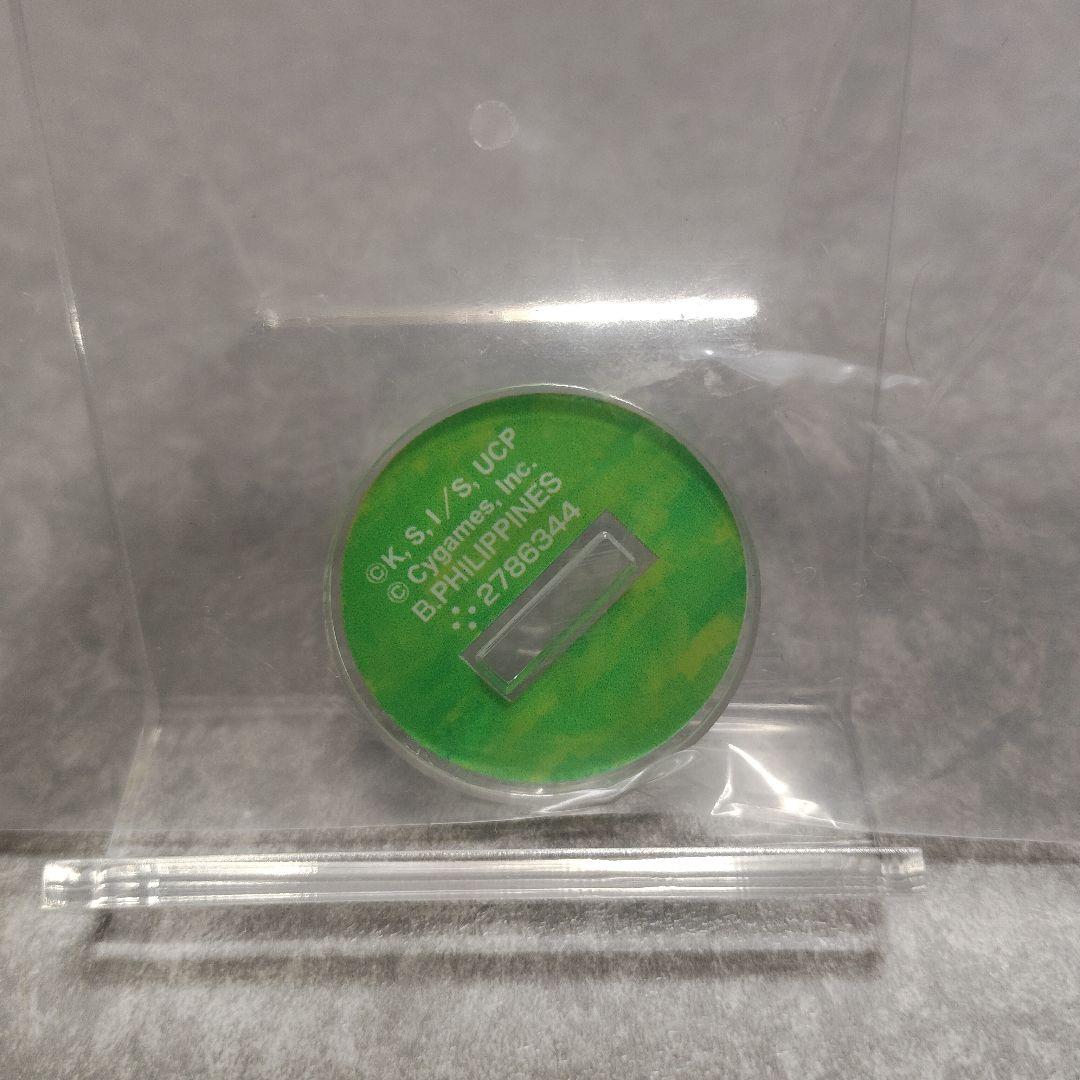 ©K, S, I／S, UCP
© Cygames, Inc.
B.PHILIPPINES
2786344